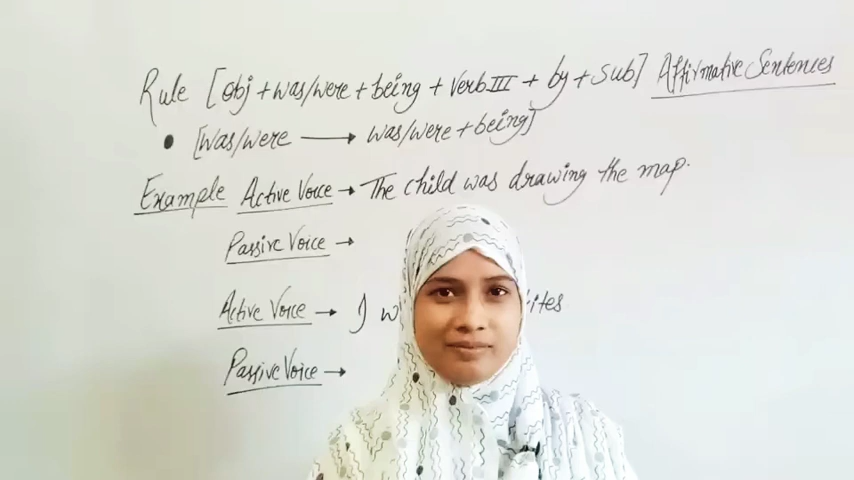 Rule [obj + was/were + being + Verb III + by + sub] Affirmative Sentences
[was/were → was/were + being]
Example Active Voice → The child was drawing the map.
Passive Voice →
Active Voice → I
Passive Voice →